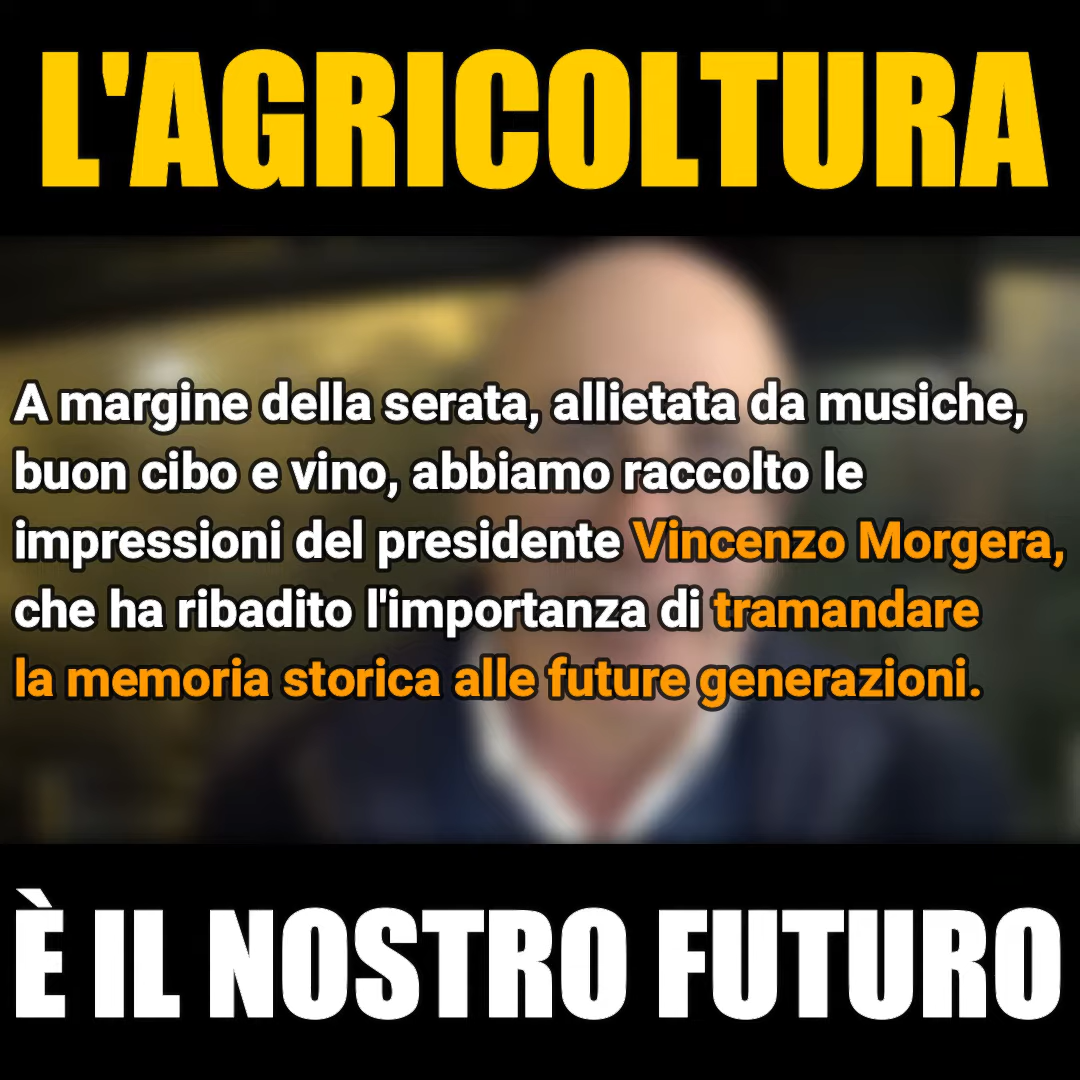 L'AGRICOLTURA
A margine della serata, allietata da musiche,
buon cibo e vino, abbiamo raccolto le
impressioni del presidente Vincenzo Morgera,
che ha ribadito l'importanza di tramandare
la memoria storica alle future generazioni.
È IL NOSTRO FUTURO